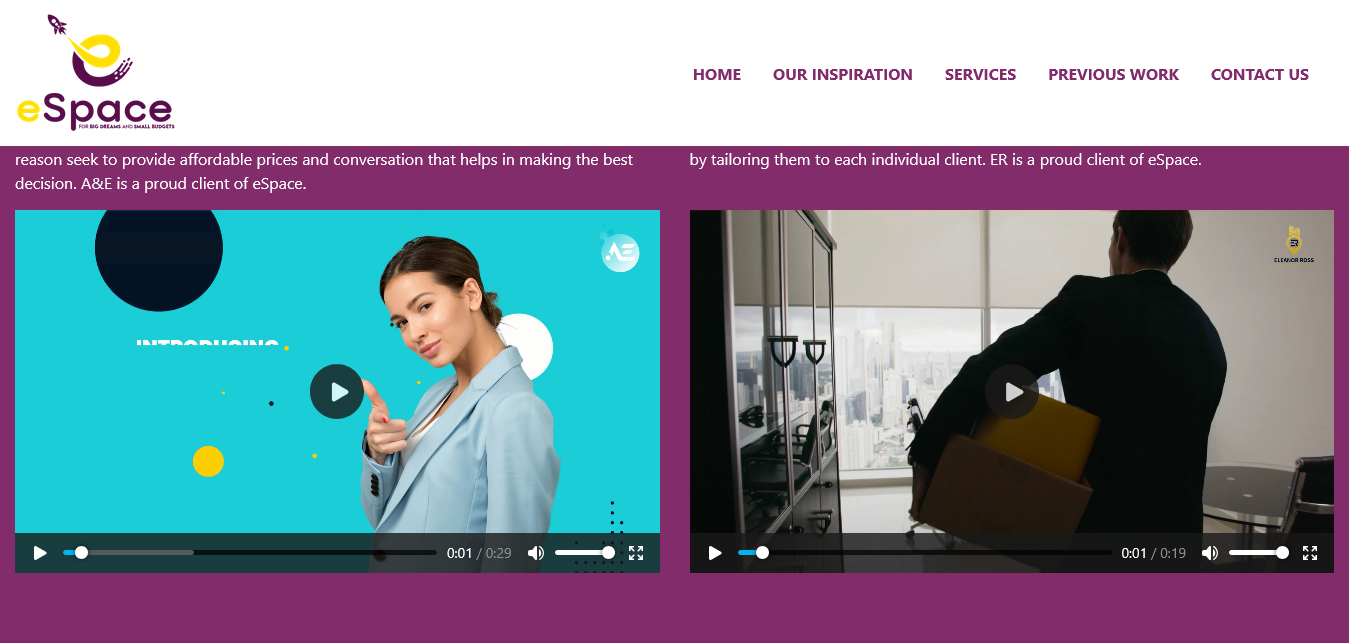 eSpace
FOR BIG DREAMS AND SMALL BUDGETS
HOME
OUR INSPIRATION
SERVICES
PREVIOUS WORK
CONTACT US
reason seek to provide affordable prices and conversation that helps in making the best
decision. A&E is a proud client of eSpace.
by tailoring them to each individual client. ER is a proud client of eSpace.
AE
INTRODUCING
ER
ELEANOR ROSS
0:01 / 0:29
0:01 / 0:19